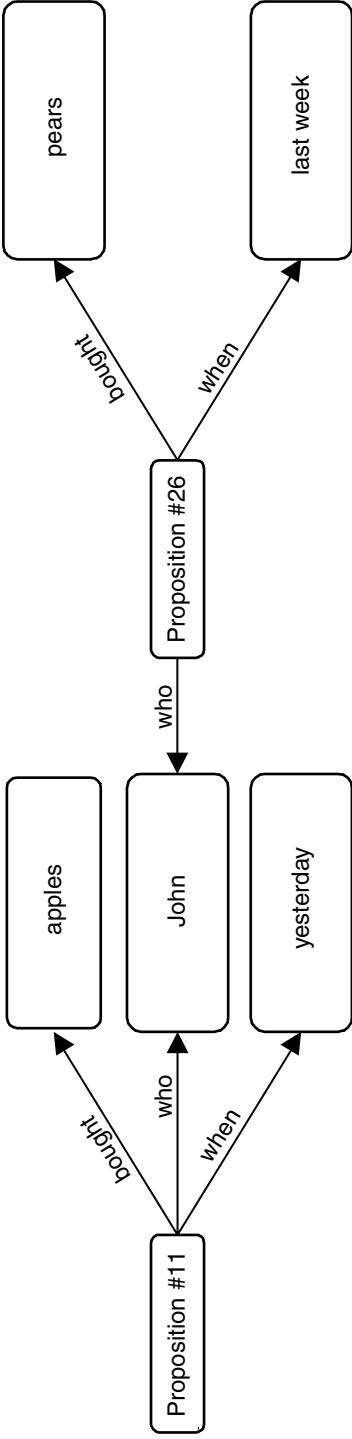 Proposition #11
bought
who
when
apples
John
yesterday
who
Proposition #26
bought
when
pears
last week